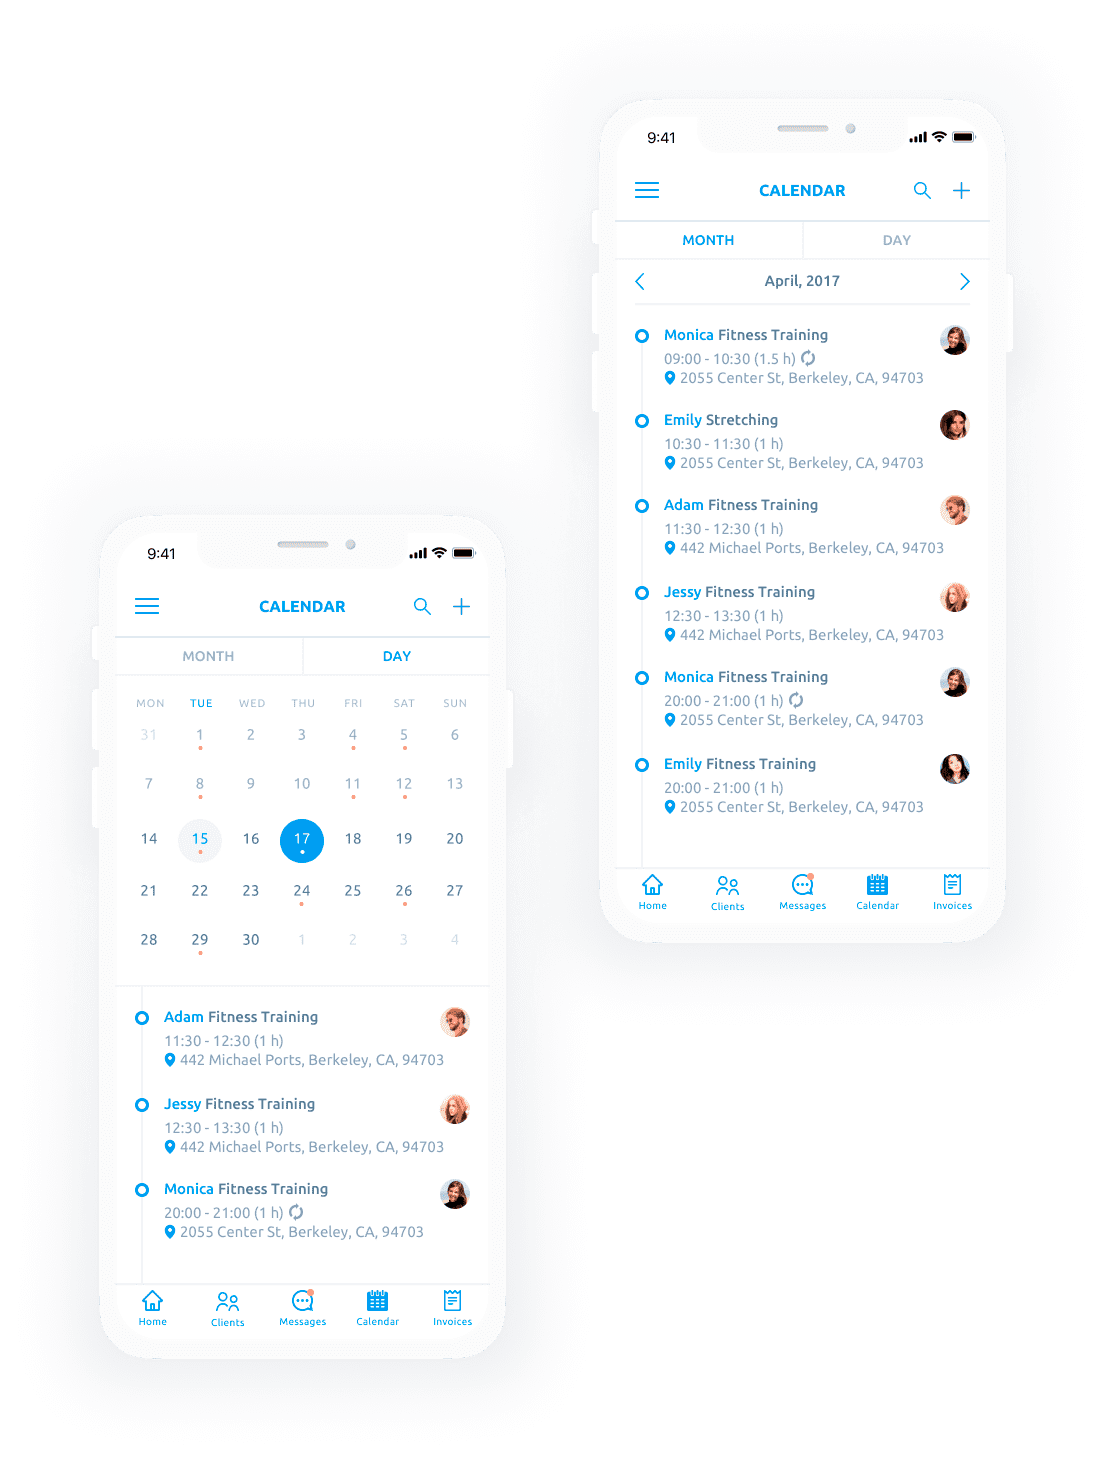 9:41
CALENDAR
MONTH DAY
April, 2017
Monica Fitness Training
09:00 - 10:30 (1.5 h)
2055 Center St, Berkeley, CA, 94703
Emily Stretching
10:30 - 11:30 (1 h)
2055 Center St, Berkeley, CA, 94703
Adam Fitness Training
11:30 - 12:30 (1 h)
442 Michael Ports, Berkeley, CA, 94703
Jessy Fitness Training
12:30 - 13:30 (1 h)
442 Michael Ports, Berkeley, CA, 94703
Monica Fitness Training
20:00 - 21:00 (1 h)
2055 Center St, Berkeley, CA, 94703
Emily Fitness Training
20:00 - 21:00 (1 h)
2055 Center St, Berkeley, CA, 94703
Home Clients Messages Calendar Invoices
9:41
CALENDAR
MONTH DAY
MON TUE WED THU FRI SAT SUN
31 1 2 3 4 5 6
7 8 9 10 11 12 13
14 15 16 17 18 19 20
21 22 23 24 25 26 27
28 29 30 1 2 3 4
Adam Fitness Training
11:30 - 12:30 (1 h)
442 Michael Ports, Berkeley, CA, 94703
Jessy Fitness Training
12:30 - 13:30 (1 h)
442 Michael Ports, Berkeley, CA, 94703
Monica Fitness Training
20:00 - 21:00 (1 h)
2055 Center St, Berkeley, CA, 94703
Home Clients Messages Calendar Invoices